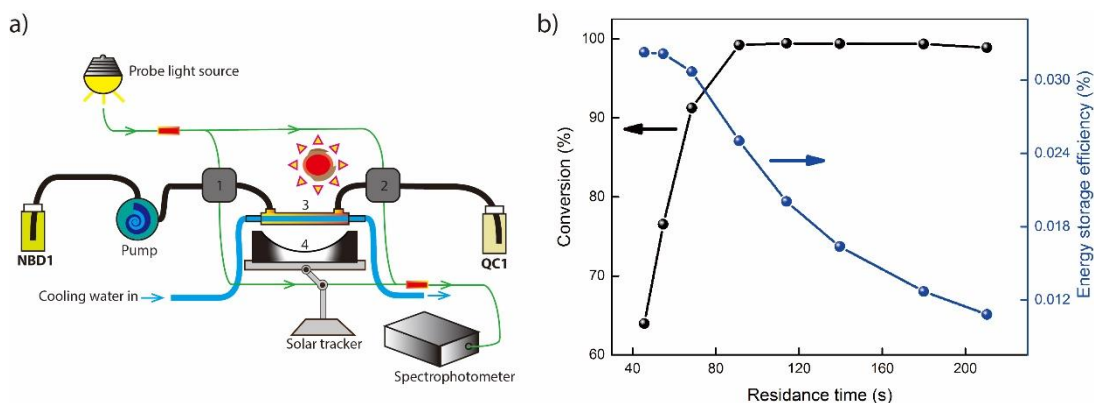 a)
Probe light source
1
2
3
4
NBD1
Pump
QC1
Cooling water in
Solar tracker
Spectrophotometer
b)
Conversion (%)
100
90
80
70
60
40
80
120
160
200
Residance time (s)
0.030
0.024
0.018
0.012
Energy storage efficiency (%)